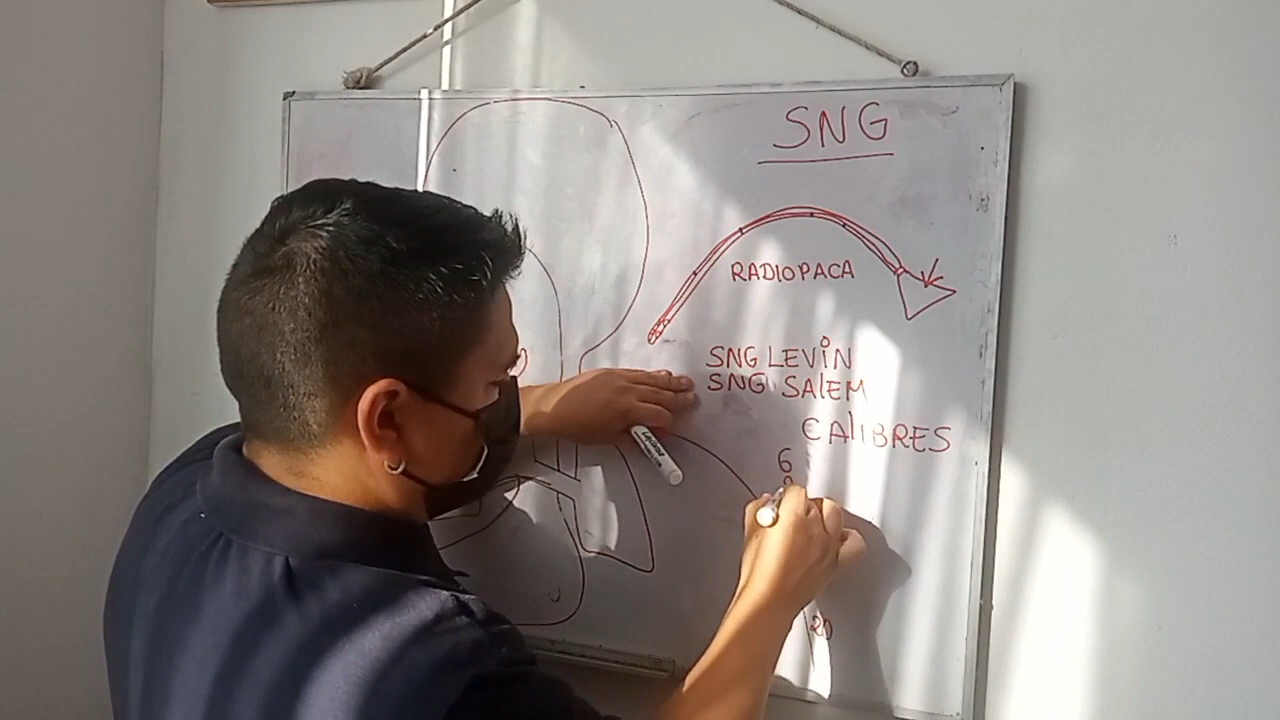 SNG
RADIOPACA
SNG LEVIN
SNG SALEM
CALIBRES
6
20